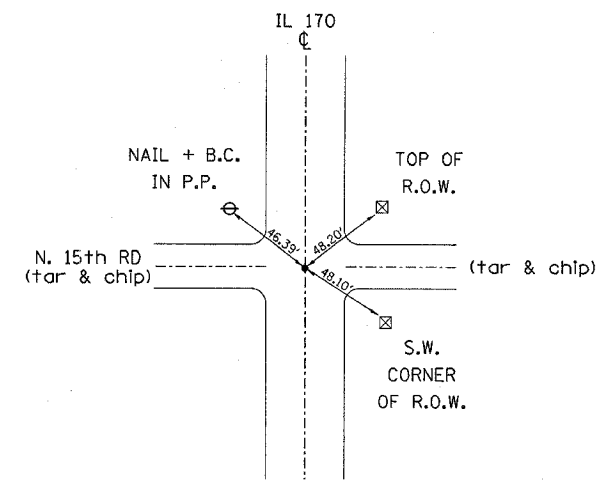 IL 170
℄
NAIL + B.C.
IN P.P.
TOP OF
R.O.W.
46.39'
48.20'
N. 15th RD
(tar & chip)
(tar & chip)
48.10'
S.W.
CORNER
OF R.O.W.